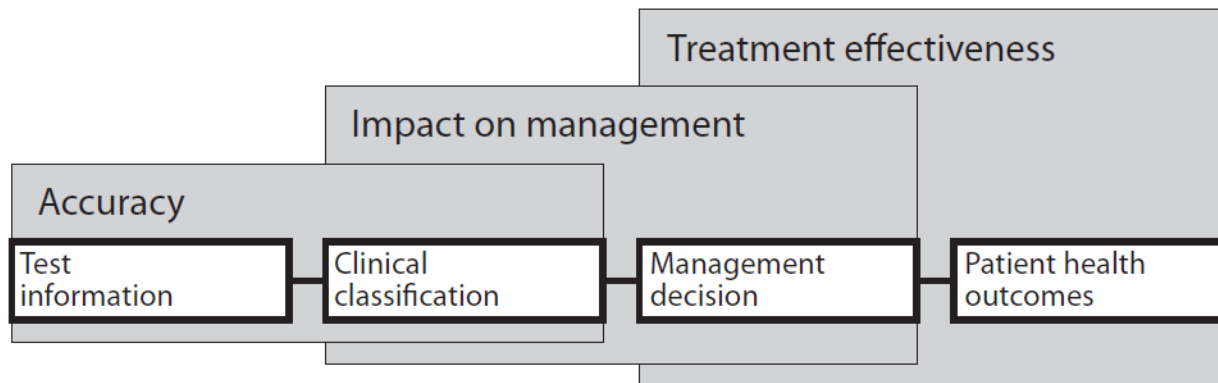 Treatment effectiveness
Impact on management
Accuracy
Test
information
Clinical
classification
Management
decision
Patient health
outcomes